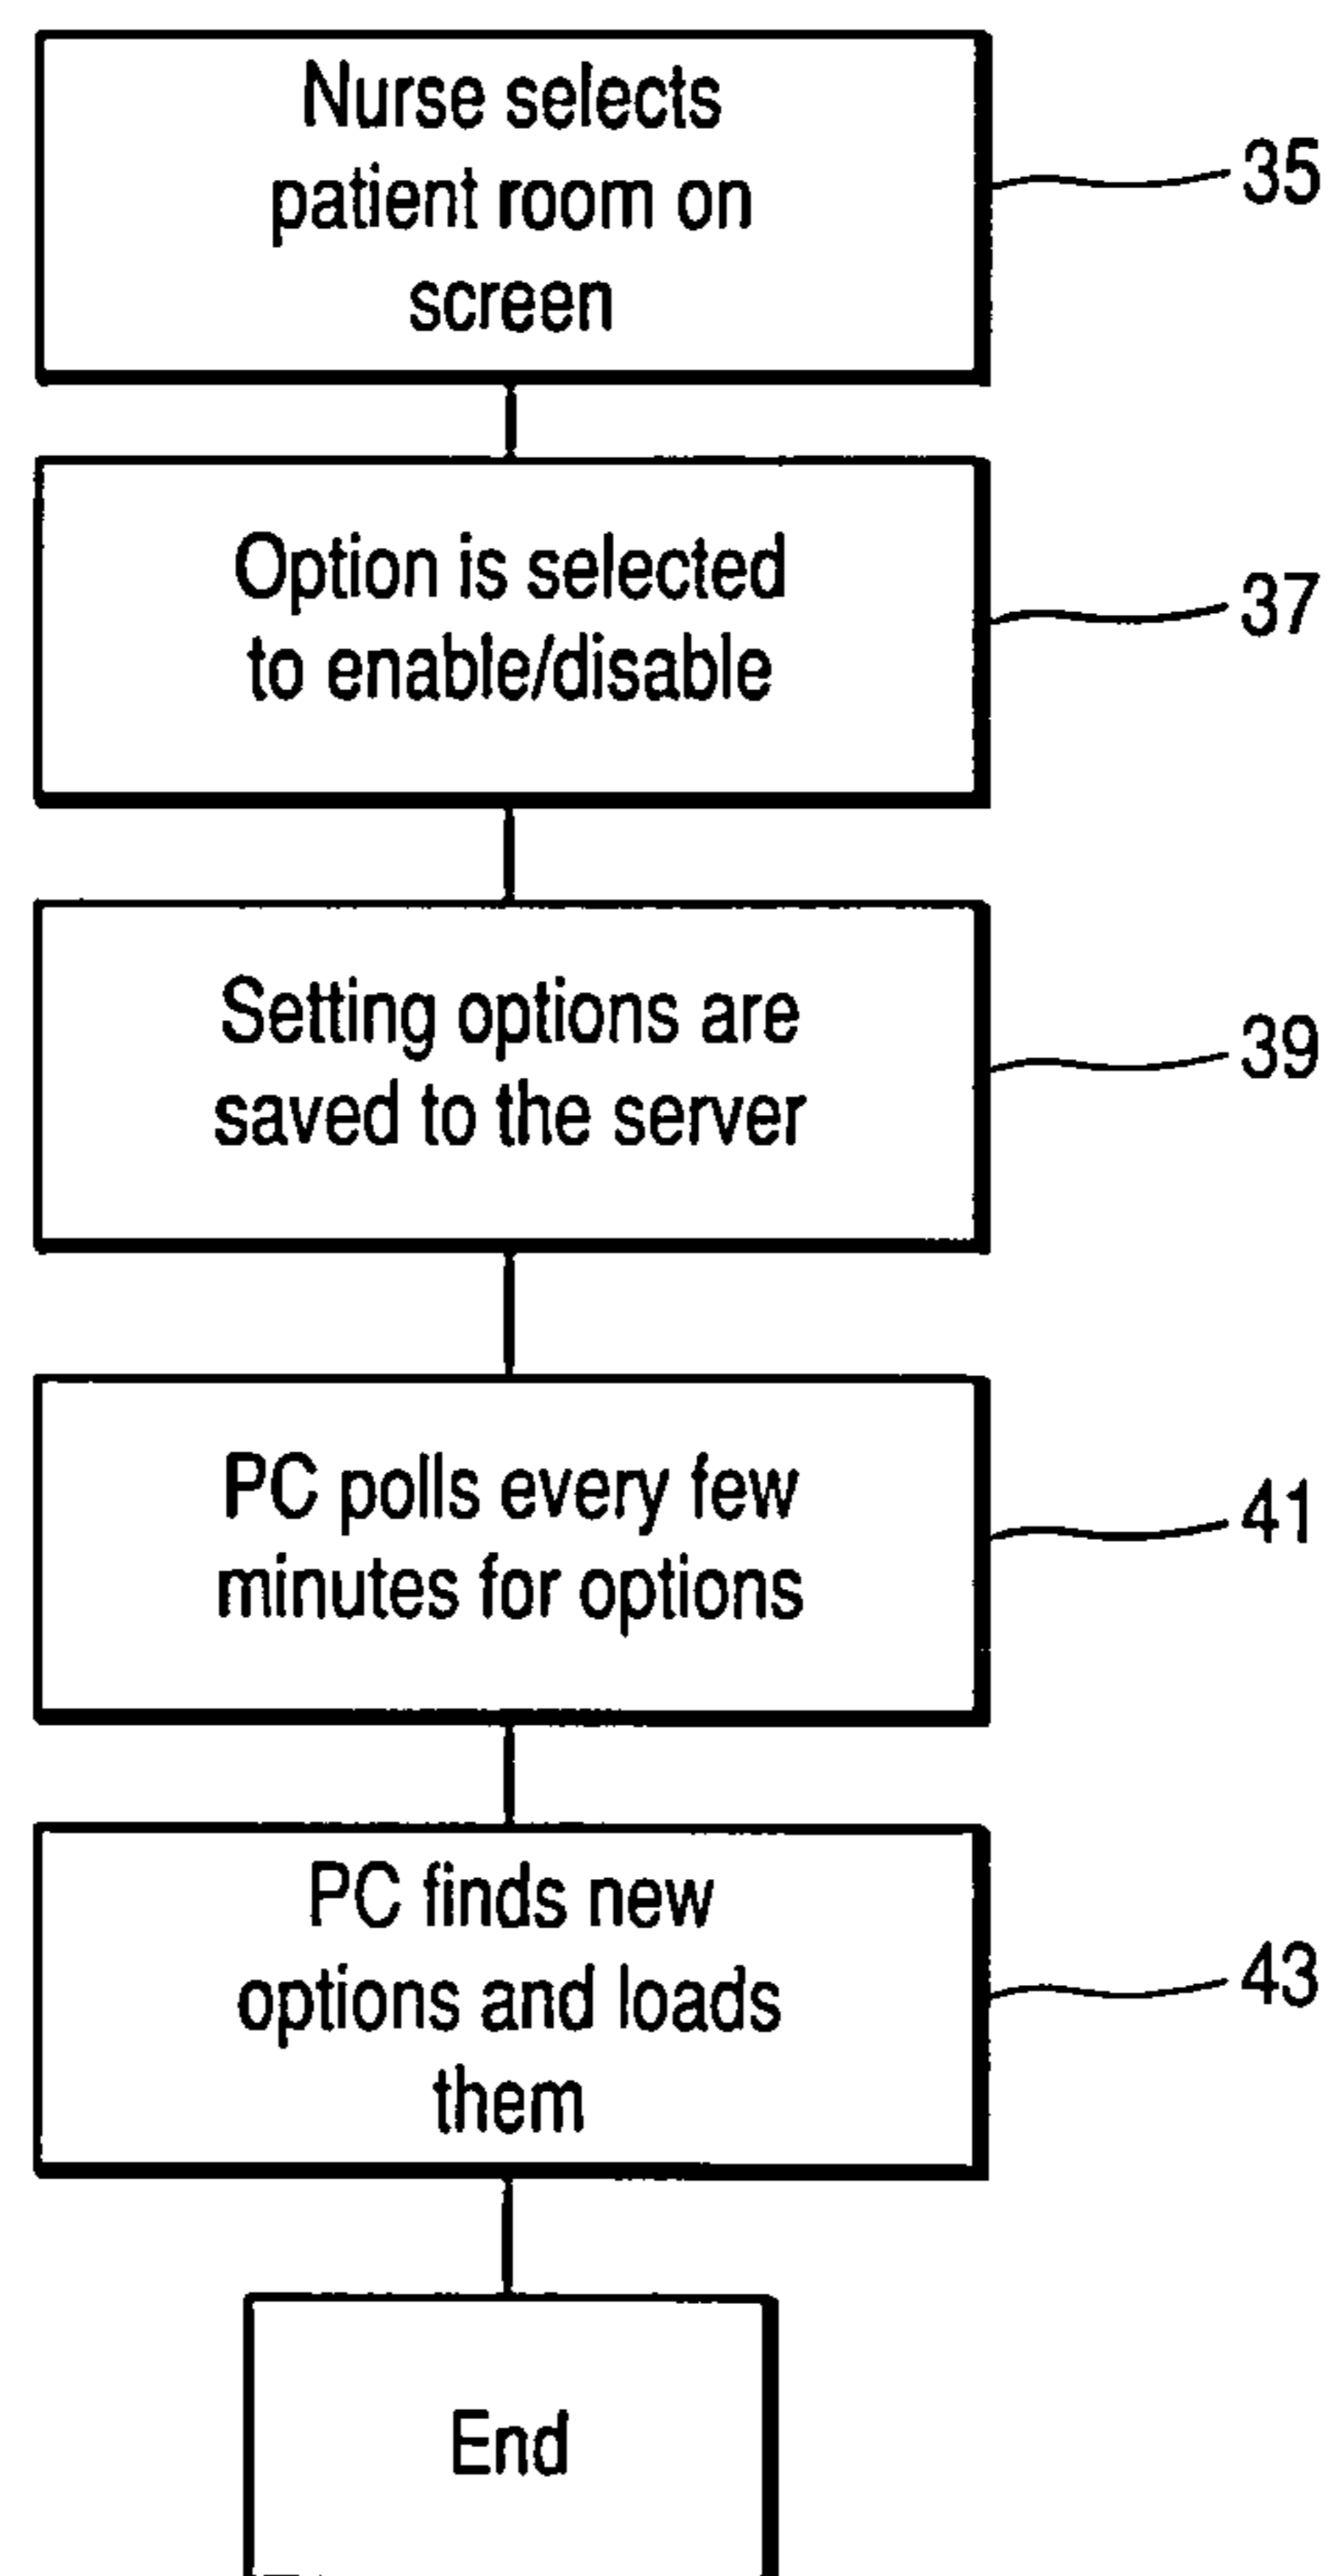 Nurse selects
patient room on
screen
35
Option is selected
to enable/disable
37
Setting options are
saved to the server
39
PC polls every few
minutes for options
41
PC finds new
options and loads
them
43
End